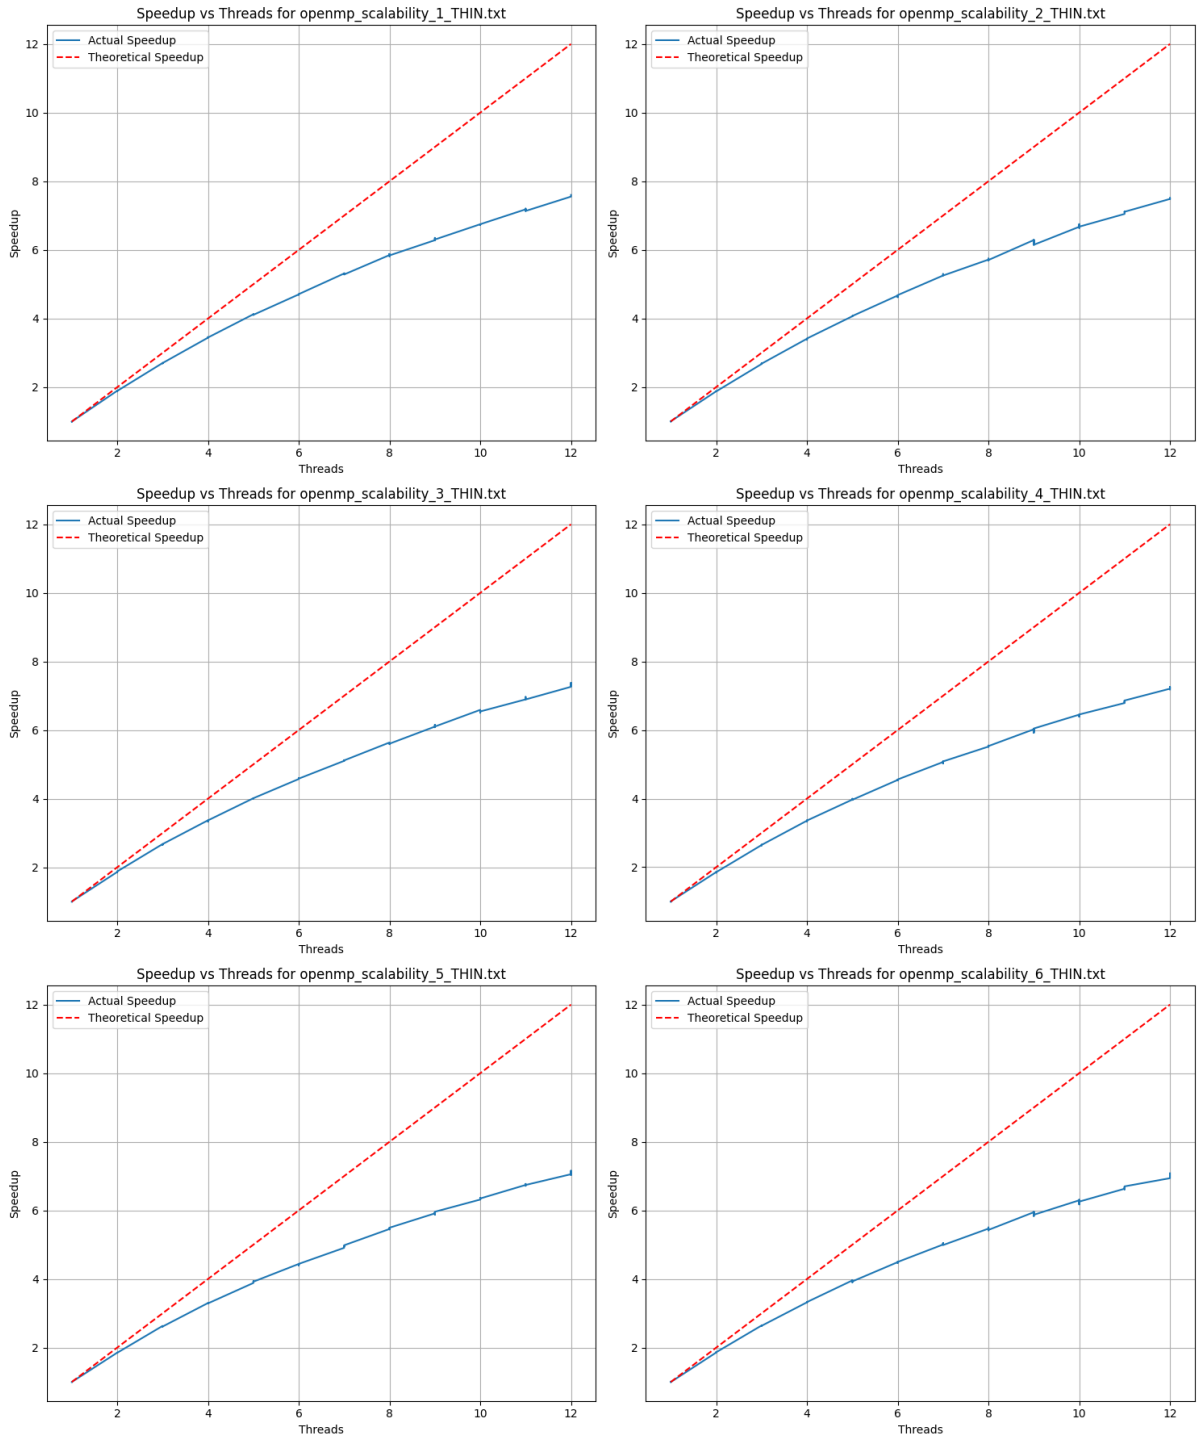 Speedup vs Threads for openmp_scalability_1_THIN.txt
Actual Speedup
Theoretical Speedup
12
10
8
6
4
2
Speedup
2 4 6 8 10 12
Threads
Speedup vs Threads for openmp_scalability_2_THIN.txt
Actual Speedup
Theoretical Speedup
12
10
8
6
4
2
Speedup
2 4 6 8 10 12
Threads
Speedup vs Threads for openmp_scalability_3_THIN.txt
Actual Speedup
Theoretical Speedup
12
10
8
6
4
2
Speedup
2 4 6 8 10 12
Threads
Speedup vs Threads for openmp_scalability_4_THIN.txt
Actual Speedup
Theoretical Speedup
12
10
8
6
4
2
Speedup
2 4 6 8 10 12
Threads
Speedup vs Threads for openmp_scalability_5_THIN.txt
Actual Speedup
Theoretical Speedup
12
10
8
6
4
2
Speedup
2 4 6 8 10 12
Threads
Speedup vs Threads for openmp_scalability_6_THIN.txt
Actual Speedup
Theoretical Speedup
12
10
8
6
4
2
Speedup
2 4 6 8 10 12
Threads